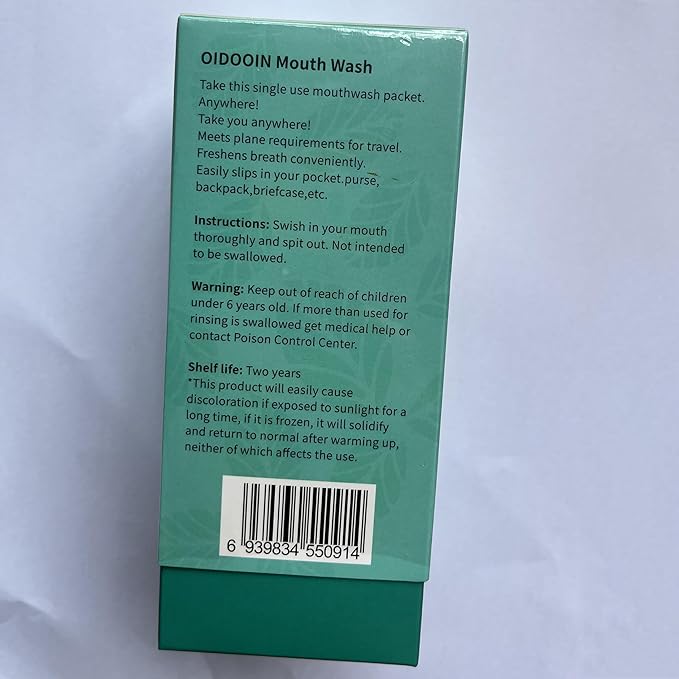 OIDOOIN Mouth Wash
Take this single use mouthwash packet.
Anywhere!
Take you anywhere!
Meets plane requirements for travel.
Freshens breath conveniently.
Easily slips in your pocket.purse,
backpack,briefcase,etc.
Instructions: Swish in your mouth
thoroughly and spit out. Not intended
to be swallowed.
Warning: Keep out of reach of children
under 6 years old. If more than used for
rinsing is swallowed get medical help or
contact Poison Control Center.
Shelf life: Two years
*This product will easily cause
discoloration if exposed to sunlight for a
long time, if it is frozen, it will solidify
and return to normal after warming up,
neither of which affects the use.
6 939834 550914